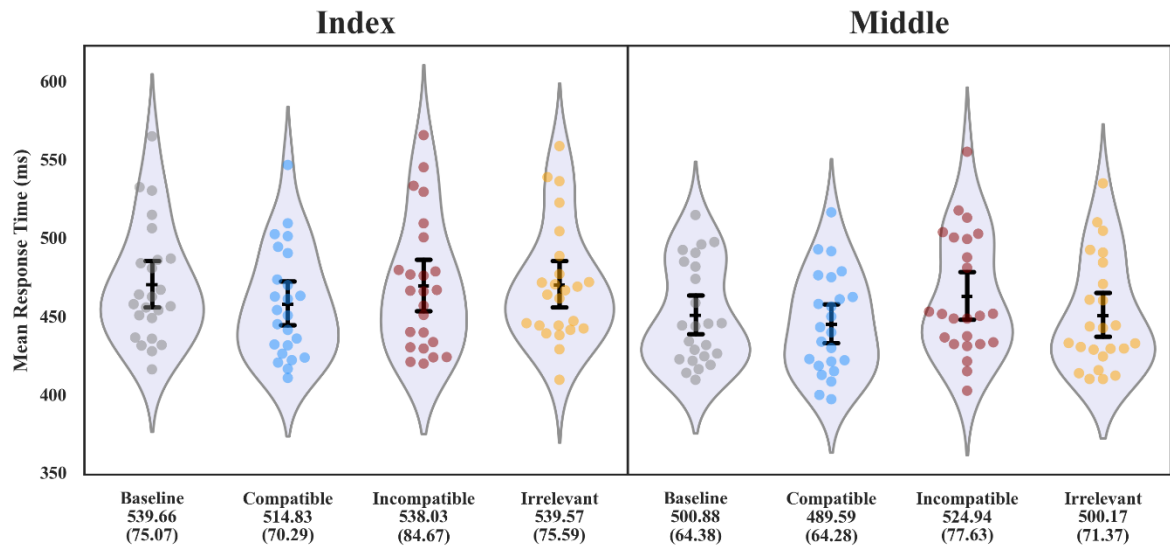 Index Middle
Mean Response Time (ms)
600
550
500
450
400
350
Baseline Compatible Incompatible Irrelevant Baseline Compatible Incompatible Irrelevant
539.66 514.83 538.03 539.57 500.88 489.59 524.94 500.17
(75.07) (70.29) (84.67) (75.59) (64.38) (64.28) (77.63) (71.37)